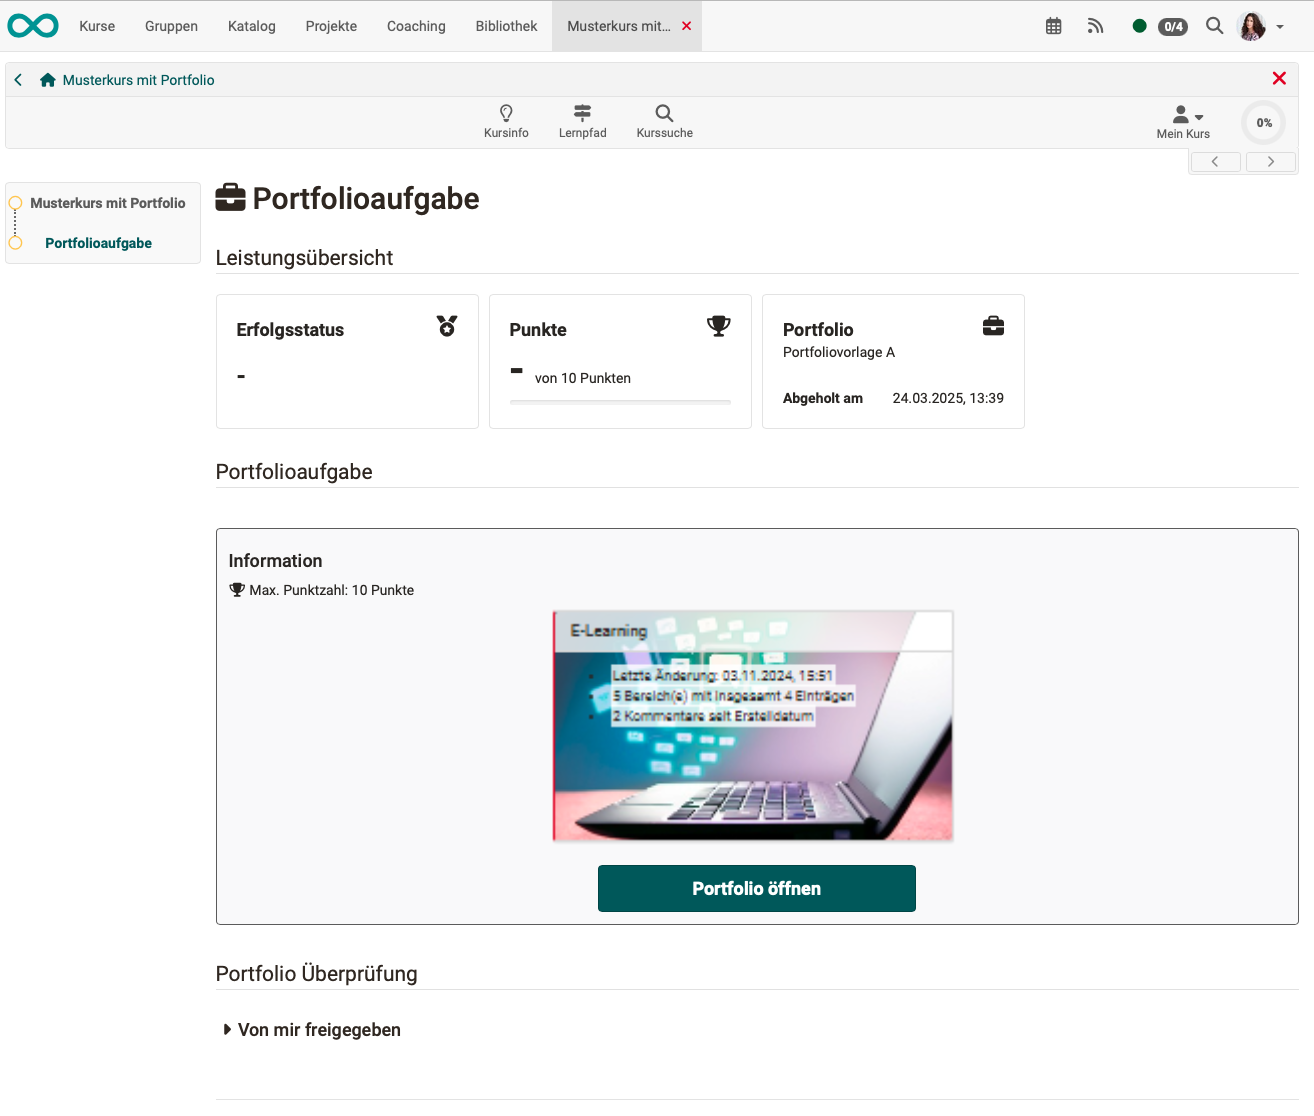 Kurse Gruppen Katalog Projekte Coaching Bibliothek Musterkurs mit... 0/4
Musterkurs mit Portfolio
Kursinfo Lernpfad Kurssuche Mein Kurs 0%
Musterkurs mit Portfolio
Portfolioaufgabe
Portfolioaufgabe
Leistungsübersicht
Erfolgsstatus
-
Punkte
- von 10 Punkten
Portfolio
Portfoliovorlage A
Abgeholt am 24.03.2025, 13:39
Portfolioaufgabe
Information
Max. Punktzahl: 10 Punkte
E-Learning
Letzte Änderung: 03.11.2024, 15:51
5 Bereich(e) mit insgesamt 4 Einträgen
2 Kommentare seit Erstelldatum
Portfolio öffnen
Portfolio Überprüfung
Von mir freigegeben